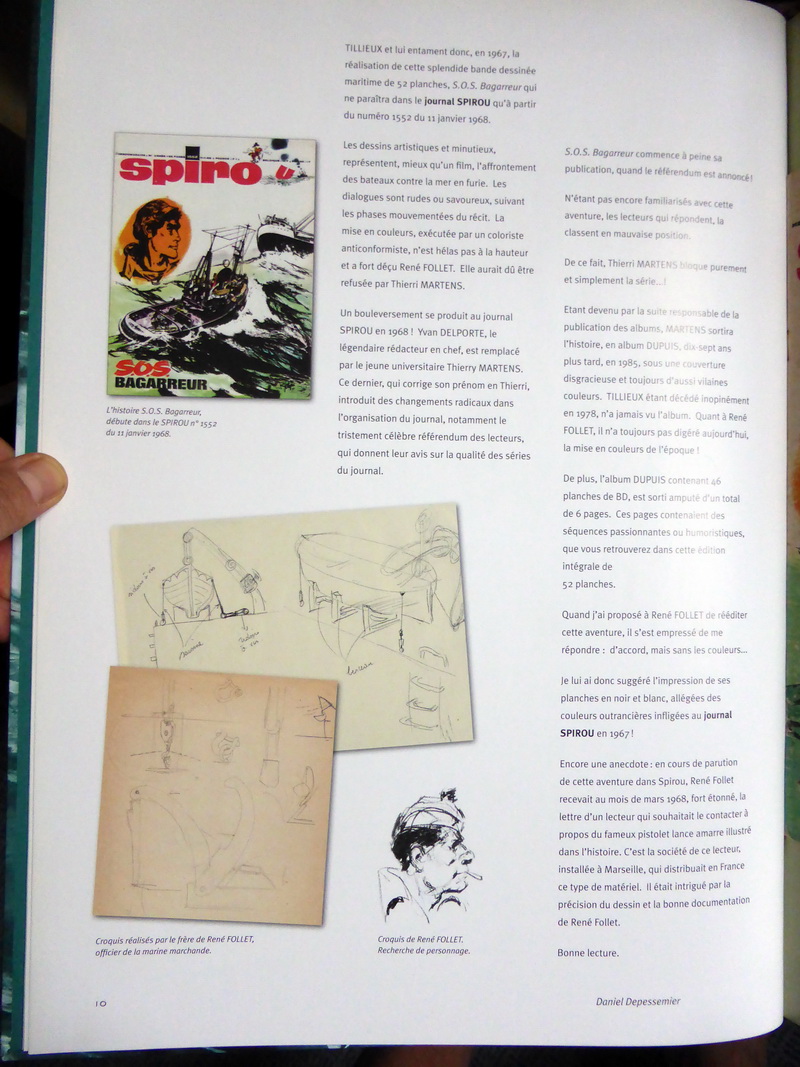 TILLIEUX et lui entament donc, en 1967, la
réalisation de cette splendide bande dessinée
maritime de 52 planches, S.O.S. Bagarreur qui
ne paraîtra dans le journal SPIROU qu'à partir
du numéro 1552 du 11 janvier 1968.
Les dessins artistiques et minutieux,
représentent, mieux qu'un film, l'affrontement
des bateaux contre la mer en furie. Les
dialogues sont rudes ou savoureux, suivant
les phases mouvementées du récit. La
mise en couleurs, exécutée par un coloriste
anticonformiste, n'est hélas pas à la hauteur
et a fort déçu René FOLLET. Elle aurait dû être
refusée par Thierri MARTENS.
Un bouleversement se produit au journal
SPIROU en 1968 ! Yvan DELPORTE, le
légendaire rédacteur en chef, est remplacé
par le jeune universitaire Thierry MARTENS.
Ce dernier, qui corrige son prénom en Thierri,
introduit des changements radicaux dans
l'organisation du journal, notamment le
tristement célèbre référendum des lecteurs,
qui donnent leur avis sur la qualité des séries
du journal.
spirou
S.O.S
BAGARREUR
L'histoire S.O.S. Bagarreur,
débute dans le SPIROU n° 1552
du 11 janvier 1968.
Croquis réalisés par le frère de René FOLLET,
officier de la marine marchande.
Croquis de René FOLLET.
Recherche de personnage.
S.O.S. Bagarreur commence à peine sa
publication, quand le référendum est annoncé !
N'étant pas encore familiarisés avec cette
aventure, les lecteurs qui répondent, la
classent en mauvaise position.
De ce fait, Thierri MARTENS bloque purement
et simplement la série...!
Etant devenu par la suite responsable de la
publication des albums, MARTENS sortira
l'histoire, en album DUPUIS, dix-sept ans
plus tard, en 1985, sous une couverture
disgracieuse et toujours d'aussi vilaines
couleurs. TILLIEUX étant décédé inopinément
en 1978, n'a jamais vu l'album. Quant à René
FOLLET, il n'a toujours pas digéré aujourd'hui,
la mise en couleurs de l'époque !
De plus, l'album DUPUIS contenant 46
planches de BD, est sorti amputé d'un total
de 6 pages. Ces pages contenaient des
séquences passionnantes ou humoristiques,
que vous retrouverez dans cette édition
intégrale de
52 planches.
Quand j'ai proposé à René FOLLET de rééditer
cette aventure, il s'est empressé de me
répondre : d'accord, mais sans les couleurs...
Je lui ai donc suggéré l'impression de ses
planches en noir et blanc, allégées des
couleurs outrancières infligées au journal
SPIROU en 1967 !
Encore une anecdote : en cours de parution
de cette aventure dans Spirou, René Follet
recevait au mois de mars 1968, fort étonné, la
lettre d'un lecteur qui souhaitait le contacter à
propos du fameux pistolet lance amarre illustré
dans l'histoire. C'est la société de ce lecteur,
installée à Marseille, qui distribuait en France
ce type de matériel. Il était intrigué par la
précision du dessin et la bonne documentation
de René Follet.
Bonne lecture.
Daniel Depessemier
10